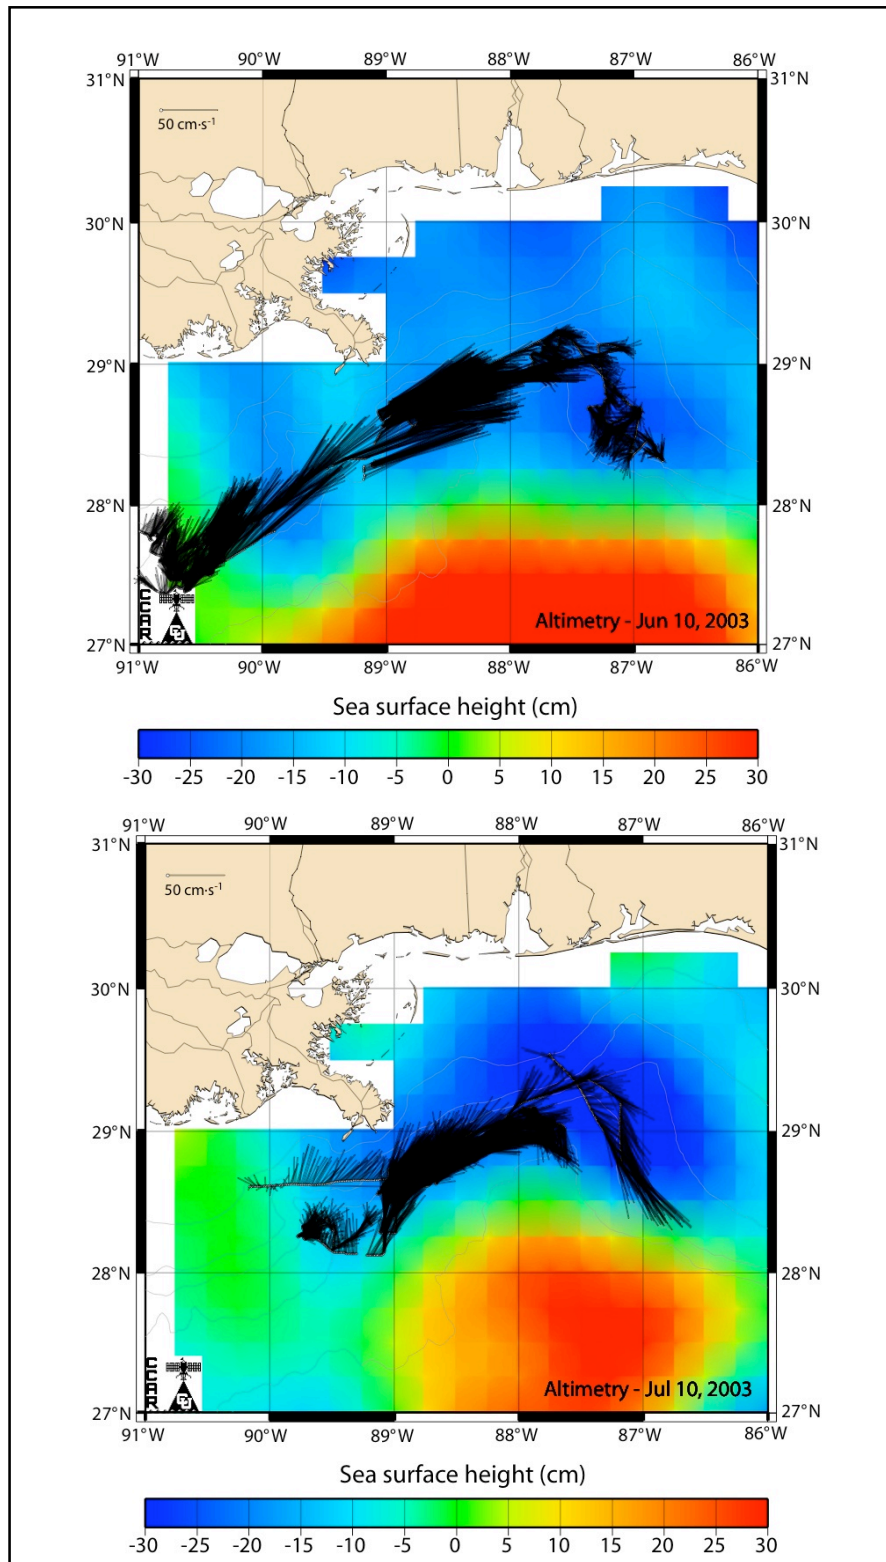 91°W 90°W 89°W 88°W 87°W 86°W
31°N 31°N
50 cm·s⁻¹
30°N 30°N
29°N 29°N
28°N 28°N
CCAR
CU
Altimetry - Jun 10, 2003
27°N 27°N
91°W 90°W 89°W 88°W 87°W 86°W
Sea surface height (cm)
-30 -25 -20 -15 -10 -5 0 5 10 15 20 25 30
91°W 90°W 89°W 88°W 87°W 86°W
31°N 31°N
50 cm·s⁻¹
30°N 30°N
29°N 29°N
28°N 28°N
CCAR
CU
Altimetry - Jul 10, 2003
27°N 27°N
91°W 90°W 89°W 88°W 87°W 86°W
Sea surface height (cm)
-30 -25 -20 -15 -10 -5 0 5 10 15 20 25 30